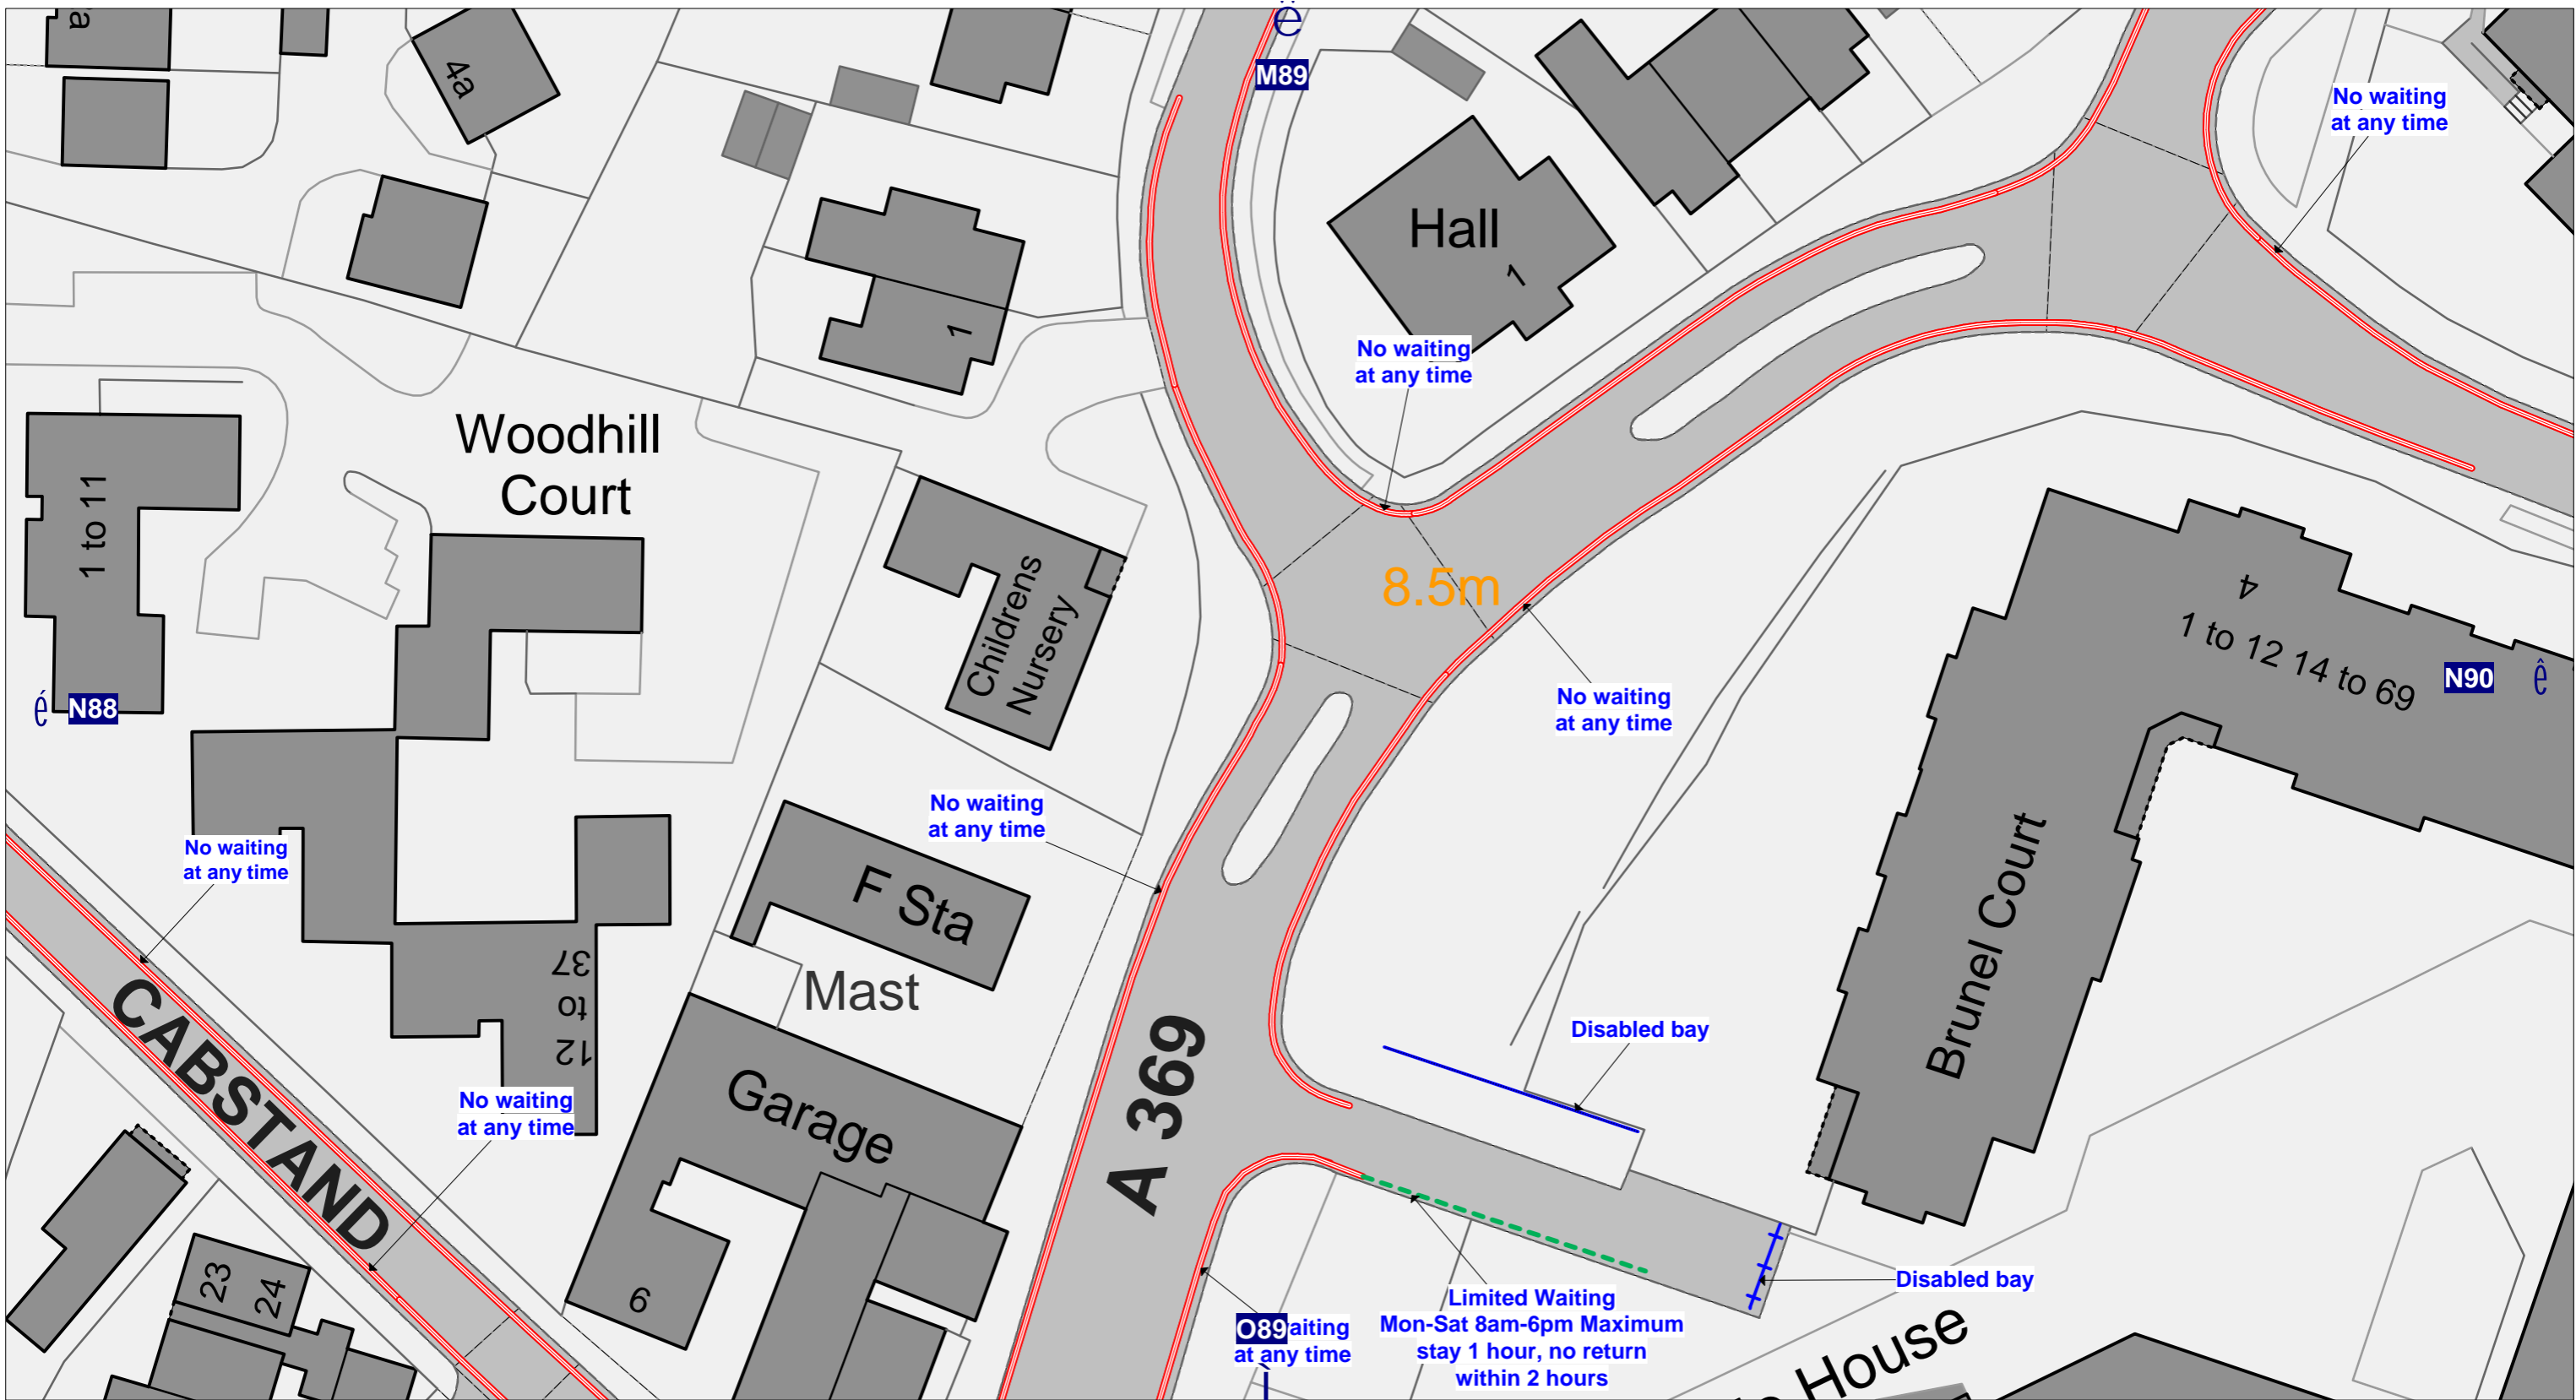 a
4a
ë
M89
No waiting
at any time
Hall
1
1
No waiting
at any time
Woodhill
Court
1 to 11
Childrens
Nursery
8.5m
4
1 to 12 14 to 69
N90
ê
é
N88
No waiting
at any time
No waiting
at any time
No waiting
at any time
F Sta
Brunel Court
37
to
12
Mast
CABSTAND
A 369
Disabled bay
Garage
No waiting
at any time
23
24
9
Disabled bay
Limited Waiting
Mon-Sat 8am-6pm Maximum
stay 1 hour, no return
within 2 hours
O89
at any time
House